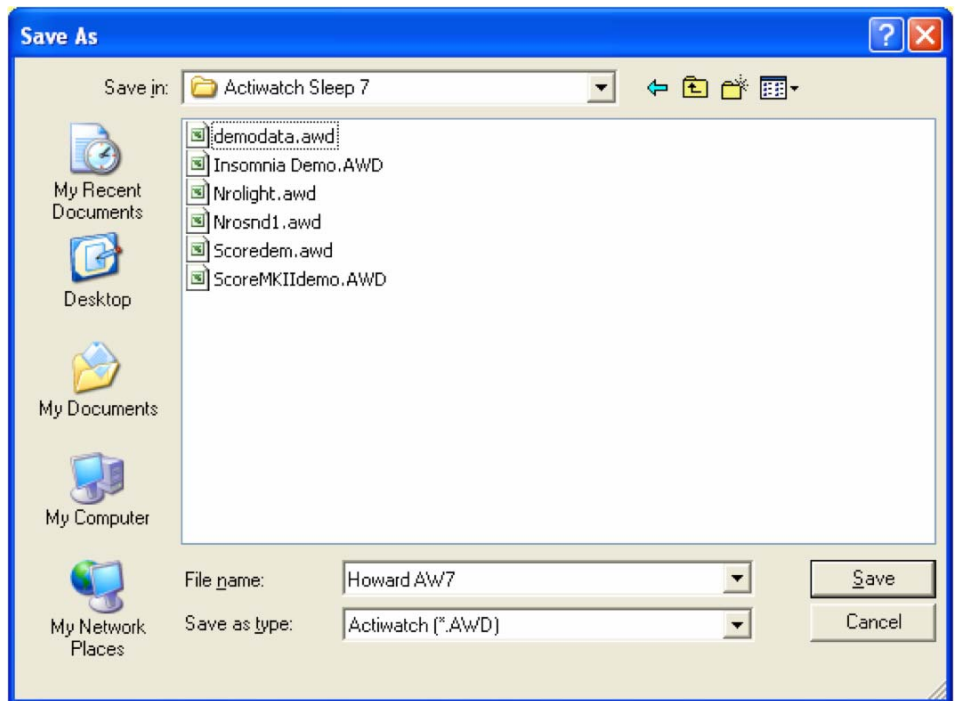 Save As
Save in: Actiwatch Sleep 7
My Recent
Documents
Desktop
My Documents
My Computer
My Network
Places
demodata.awd
Insomnia Demo.AWD
Nrolight.awd
Nrosnd1.awd
Scoredem.awd
ScoreMKIIdemo.AWD
File name: Howard AW7 Save
Save as type: Actiwatch (*.AWD) Cancel